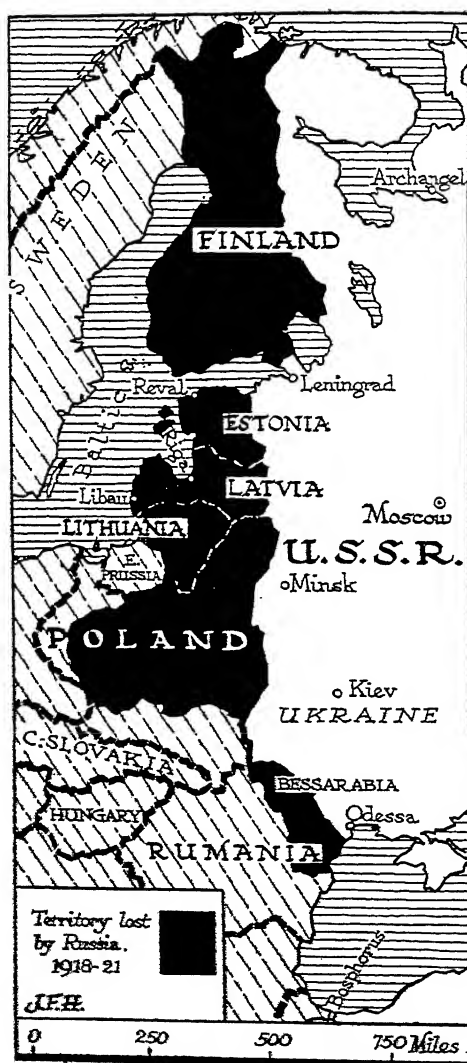 SWEDEN
Archangel
FINLAND
Leningrad
Reval
Baltic
ESTONIA
Riga
LATVIA
Libau
Moscow
LITHUANIA
U.S.S.R.
E. PRUSSIA
Minsk
POLAND
Kiev
UKRAINE
C.SLOVAKIA
BESSARABIA
HUNGARY
Odessa
RUMANIA
Territory lost
by Russia.
1918-21
J.F.H.
Bosphorus
0 250 500 750 Miles